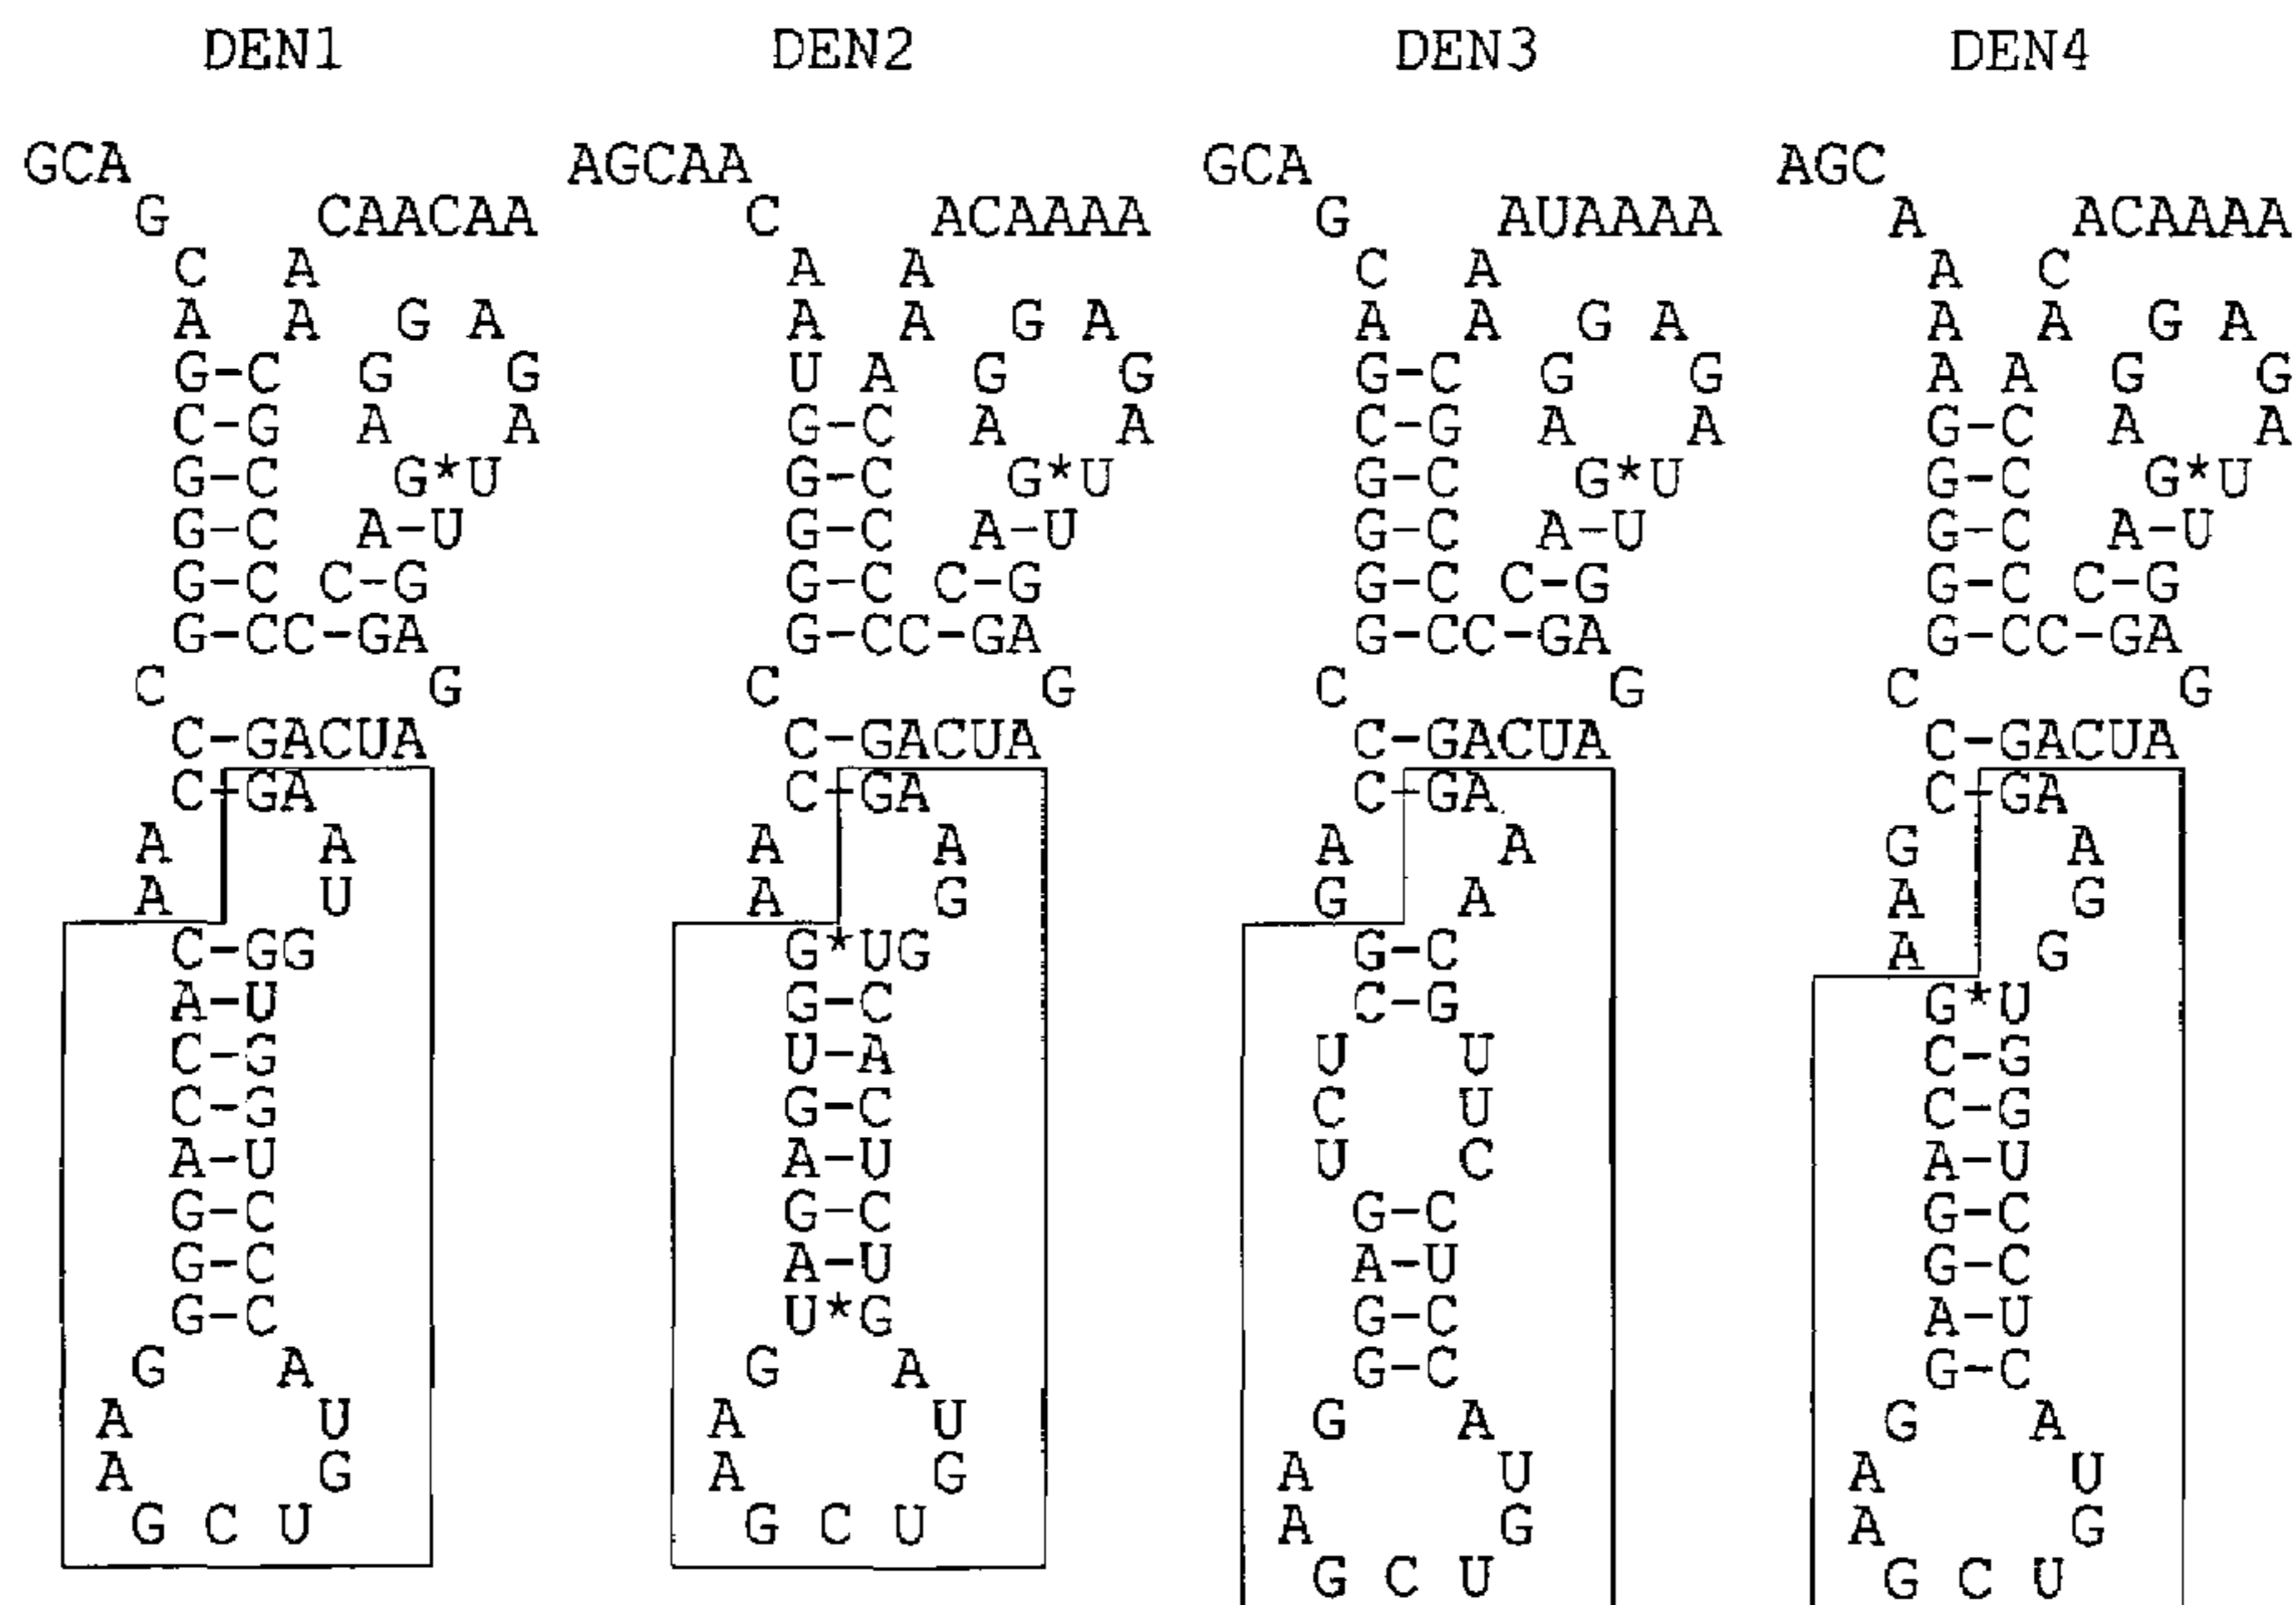 DEN1 DEN2 DEN3 DEN4
GCA AGCAA GCA AGC
G CAACAA C ACAAAA G AUAAAA A ACAAAA
C A A A C A A C
A A G A A A G A A A G A A A G A
G-C G G U A G G G-C G G A A G G
C-G A A G-C A A C-G A A G-C A A
G-C G*U G-C G*U G-C G*U G-C G*U
G-C A-U G-C A-U G-C A-U G-C A-U
G-C C-G G-C C-G G-C C-G G-C C-G
G-CC-GA G-CC-GA G-CC-GA G-CC-GA
C G C G C G C G
C-GACUA C-GACUA C-GACUA C-GACUA
C-GA C-GA C-GA C-GA
A A A A A A G A
A U A G G A A G
C-GG G*UG G-C A G
A-U G-C C-G G*U
C-G U-A U U C-G
C-G G-C C U C-G
A-U A-U U C A-U
G-C G-C G-C G-C
G-C A-U A-U G-C
G-C U*G G-C A-U
G A G A G-C G-C
A U A U G A G A
A G A G A U A U
G C U G C U A G A G
G C U G C U